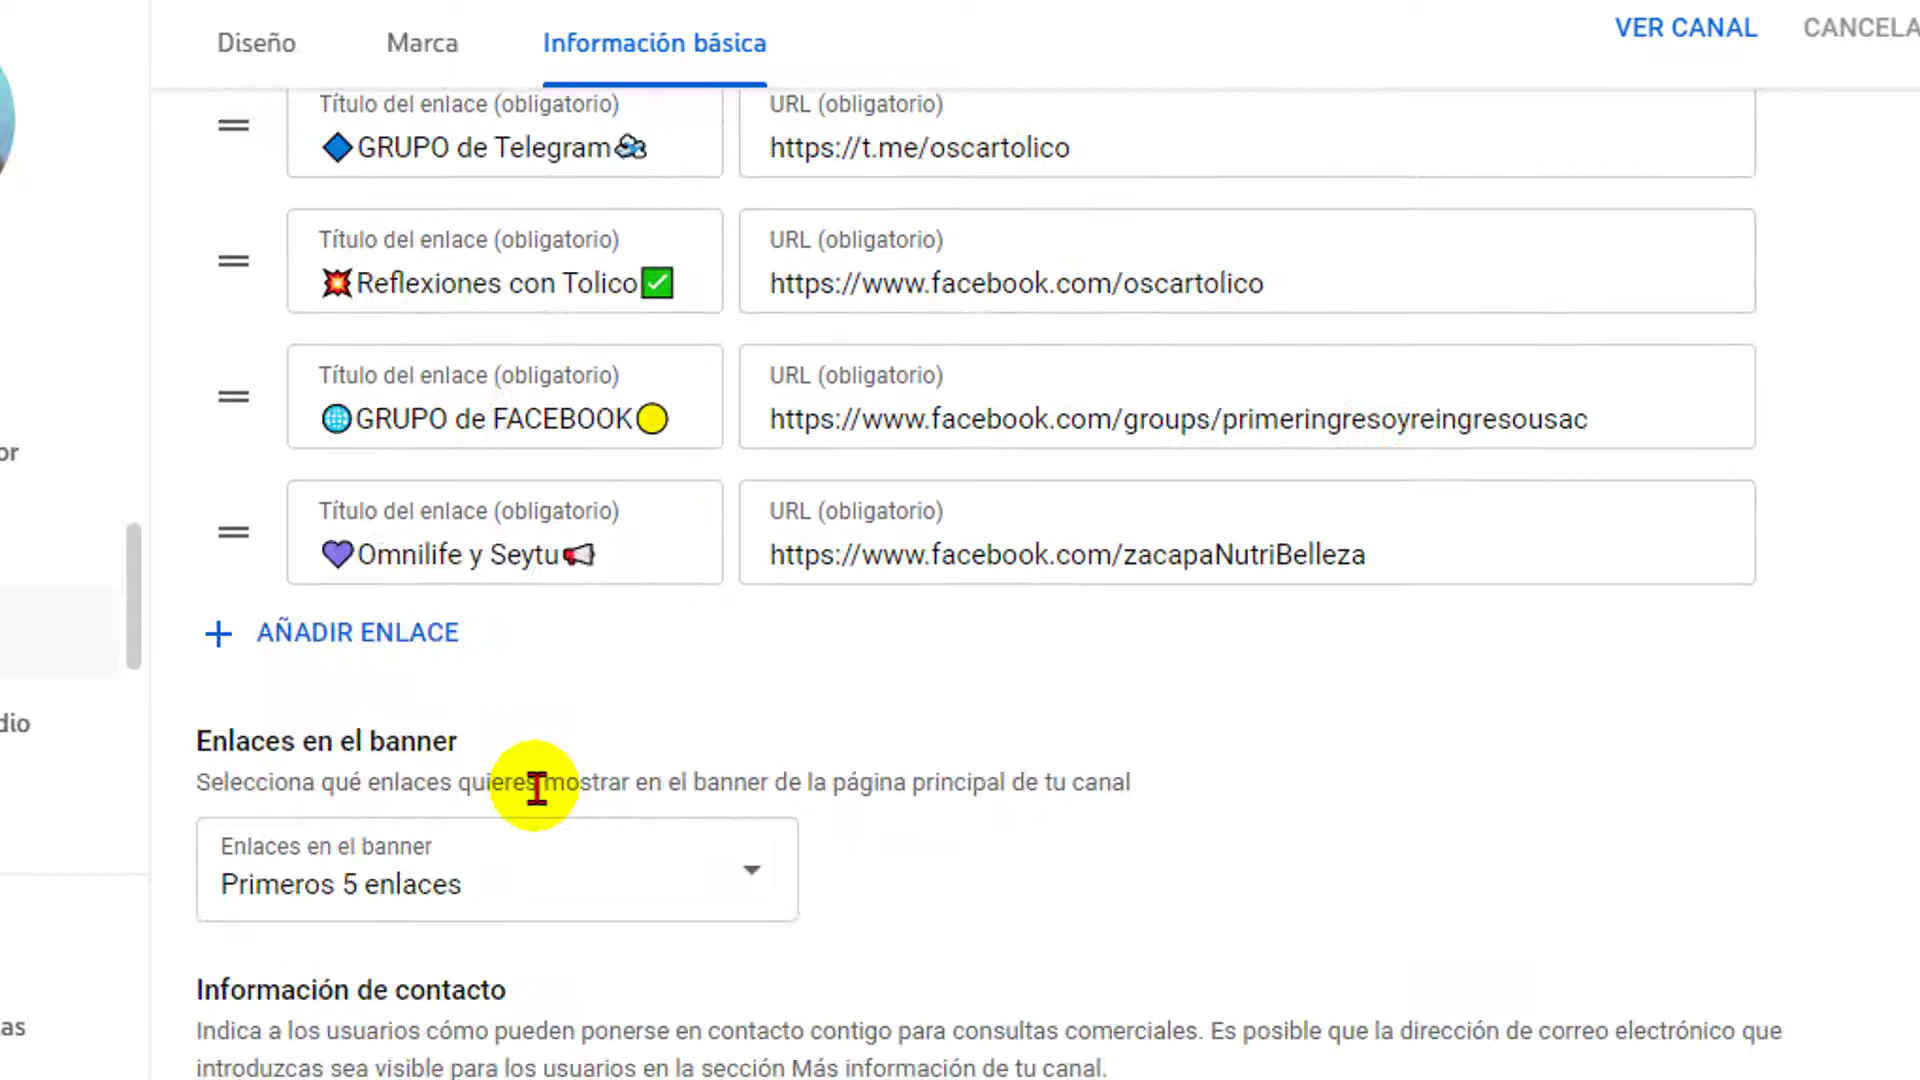 Diseño
Marca
Información básica
VER CANAL
CANCELA
Título del enlace (obligatorio)
🔷GRUPO de Telegram🌨
URL (obligatorio)
https://t.me/oscartolico
Título del enlace (obligatorio)
💥Reflexiones con Tolico✅
URL (obligatorio)
https://www.facebook.com/oscartolico
Título del enlace (obligatorio)
🌐GRUPO de FACEBOOK🟡
URL (obligatorio)
https://www.facebook.com/groups/primeringresoyreingresousac
Título del enlace (obligatorio)
💜Omnilife y Seytu📢
URL (obligatorio)
https://www.facebook.com/zacapaNutriBelleza
+ AÑADIR ENLACE
Enlaces en el banner
Selecciona qué enlaces quieres mostrar en el banner de la página principal de tu canal
Enlaces en el banner
Primeros 5 enlaces
Información de contacto
Indica a los usuarios cómo pueden ponerse en contacto contigo para consultas comerciales. Es posible que la dirección de correo electrónico que
introduzcas sea visible para los usuarios en la sección Más información de tu canal.
or
dio
as